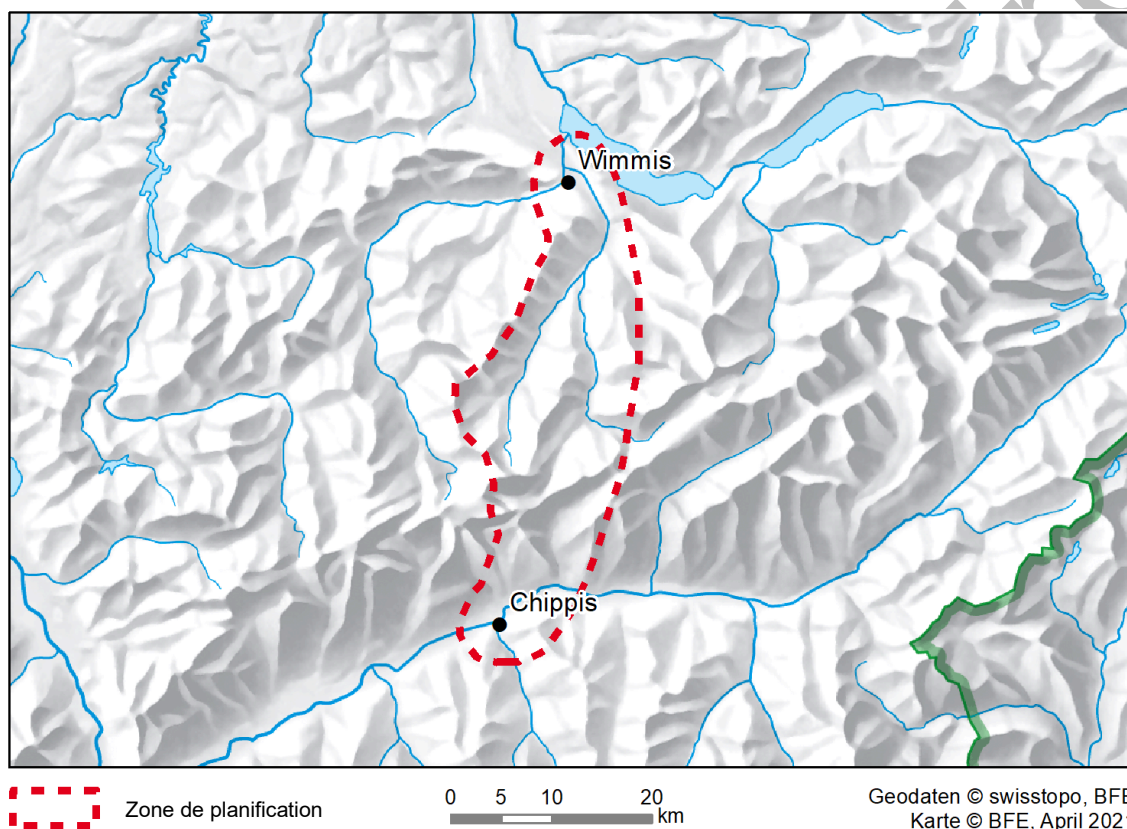 Wimmis
Chippis
Zone de planification
0 5 10 20
km
Geodaten © swisstopo, BFE
Karte © BFE, April 2021